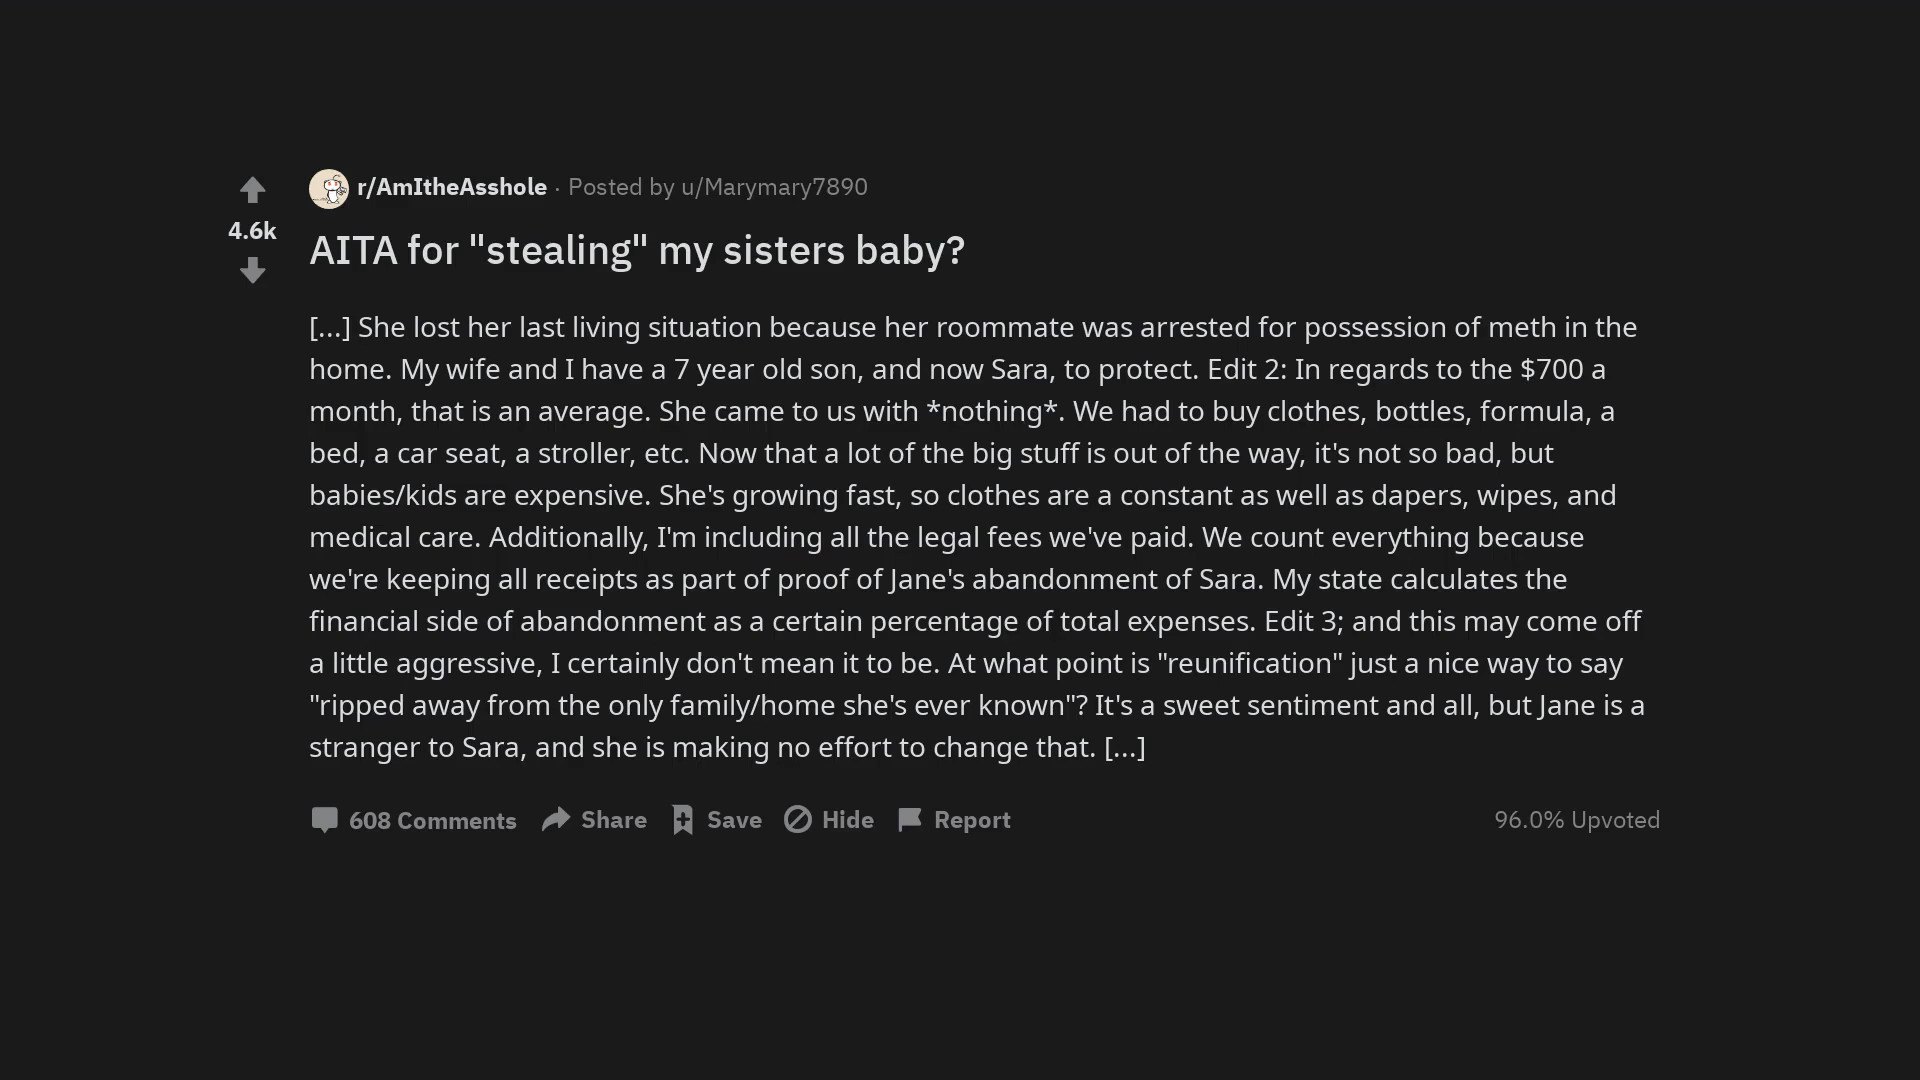 r/AmItheAsshole · Posted by u/Marymary7890
4.6k
AITA for "stealing" my sisters baby?
[...] She lost her last living situation because her roommate was arrested for possession of meth in the
home. My wife and I have a 7 year old son, and now Sara, to protect. Edit 2: In regards to the $700 a
month, that is an average. She came to us with *nothing*. We had to buy clothes, bottles, formula, a
bed, a car seat, a stroller, etc. Now that a lot of the big stuff is out of the way, it's not so bad, but
babies/kids are expensive. She's growing fast, so clothes are a constant as well as dapers, wipes, and
medical care. Additionally, I'm including all the legal fees we've paid. We count everything because
we're keeping all receipts as part of proof of Jane's abandonment of Sara. My state calculates the
financial side of abandonment as a certain percentage of total expenses. Edit 3; and this may come off
a little aggressive, I certainly don't mean it to be. At what point is "reunification" just a nice way to say
"ripped away from the only family/home she's ever known"? It's a sweet sentiment and all, but Jane is a
stranger to Sara, and she is making no effort to change that. [...]
608 Comments Share Save Hide Report 96.0% Upvoted